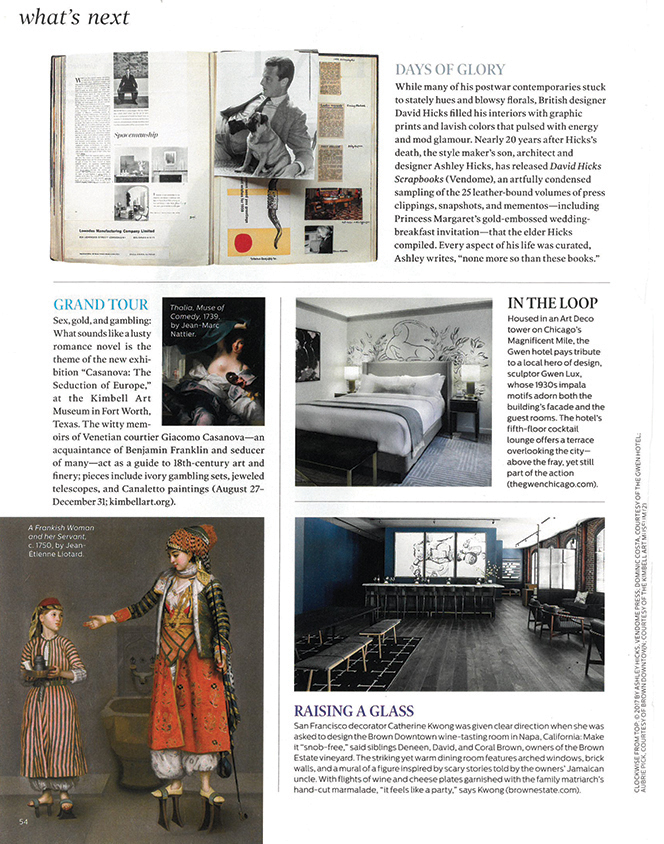 what's next
Spacemanship
Lowndes Manufacturing Company Limited
DAYS OF GLORY
While many of his postwar contemporaries stuck
to stately hues and blowsy florals, British designer
David Hicks filled his interiors with graphic
prints and lavish colors that pulsed with energy
and mod glamour. Nearly 20 years after Hicks's
death, the style maker's son, architect and
designer Ashley Hicks, has released David Hicks
Scrapbooks (Vendome), an artfully condensed
sampling of the 25 leather-bound volumes of press
clippings, snapshots, and mementos—including
Princess Margaret's gold-embossed wedding-
breakfast invitation—that the elder Hicks
compiled. Every aspect of his life was curated,
Ashley writes, "none more so than these books."
GRAND TOUR
Sex, gold, and gambling:
What sounds like a lusty
romance novel is the
theme of the new exhi-
bition "Casanova: The
Seduction of Europe,"
at the Kimbell Art
Museum in Fort Worth,
Texas. The witty mem-
oirs of Venetian courtier Giacomo Casanova—an
acquaintance of Benjamin Franklin and seducer
of many—act as a guide to 18th-century art and
finery; pieces include ivory gambling sets, jeweled
telescopes, and Canaletto paintings (August 27–
December 31; kimbellart.org).
Thalia, Muse of
Comedy, 1739,
by Jean-Marc
Nattier.
IN THE LOOP
Housed in an Art Deco
tower on Chicago's
Magnificent Mile, the
Gwen hotel pays tribute
to a local hero of design,
sculptor Gwen Lux,
whose 1930s impala
motifs adorn both the
building's facade and the
guest rooms. The hotel's
fifth-floor cocktail
lounge offers a terrace
overlooking the city—
above the fray, yet still
part of the action
(thegwenchicago.com).
A Frankish Woman
and her Servant,
c. 1750, by Jean-
Étienne Liotard.
RAISING A GLASS
San Francisco decorator Catherine Kwong was given clear direction when she was
asked to design the Brown Downtown wine-tasting room in Napa, California: Make
it "snob-free," said siblings Deneen, David, and Coral Brown, owners of the Brown
Estate vineyard. The striking yet warm dining room features arched windows, brick
walls, and a mural of a figure inspired by scary stories told by the owners' Jamaican
uncle. With flights of wine and cheese plates garnished with the family matriarch's
hand-cut marmalade, "it feels like a party," says Kwong (brownestate.com).
54
CLOCKWISE FROM TOP: © 2017 BY ASHLEY HICKS, VENDOME PRESS; DOMINIC COSTA, COURTESY OF THE GWEN HOTEL;
AUBRIE PICK, COURTESY OF BROWN DOWNTOWN; COURTESY OF THE KIMBELL ART MUSEUM (2)